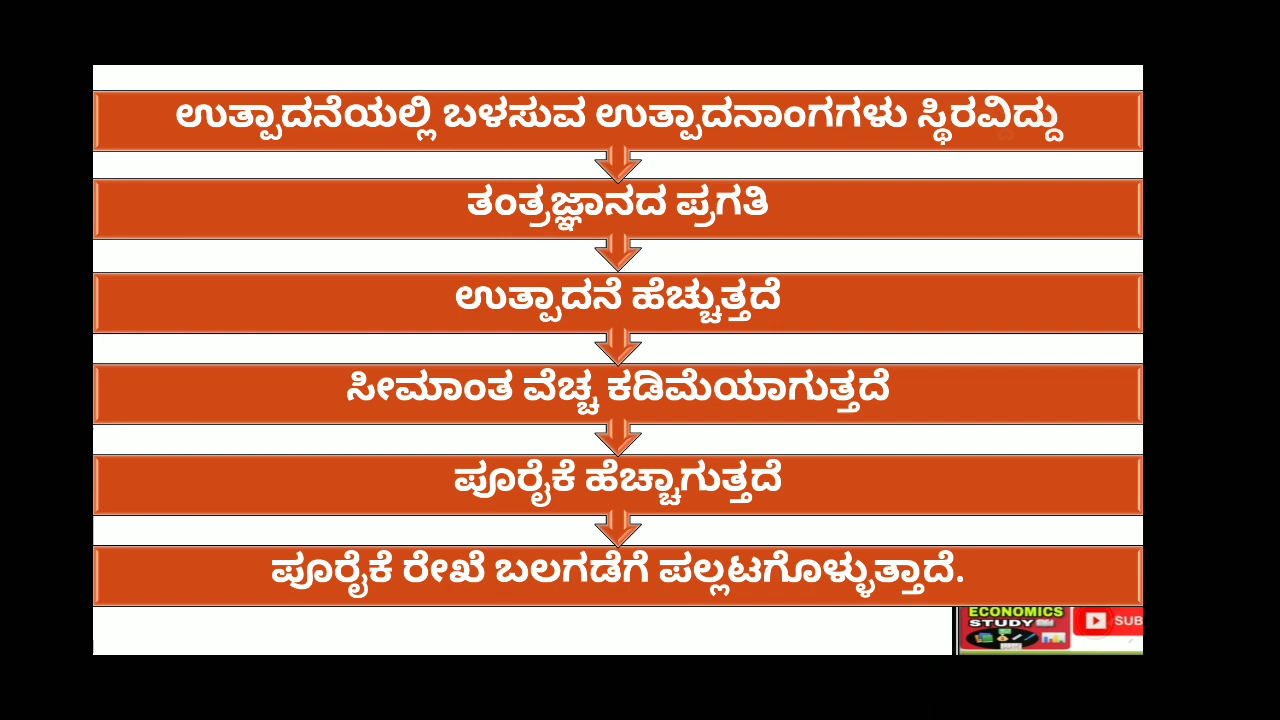 ಉತ್ಪಾದನೆಯಲ್ಲಿ ಬಳಸುವ ಉತ್ಪಾದನಾಂಗಗಳು ಸ್ಥಿರವಿದ್ದು
ತಂತ್ರಜ್ಞಾನದ ಪ್ರಗತಿ
ಉತ್ಪಾದನೆ ಹೆಚ್ಚುತ್ತದೆ
ಸೀಮಾಂತ ವೆಚ್ಚ ಕಡಿಮೆಯಾಗುತ್ತದೆ
ಪೂರೈಕೆ ಹೆಚ್ಚಾಗುತ್ತದೆ
ಪೂರೈಕೆ ರೇಖೆ ಬಲಗಡೆಗೆ ಪಲ್ಲಟಗೊಳ್ಳುತ್ತಾದೆ.
ECONOMICS
STUDY
SUB